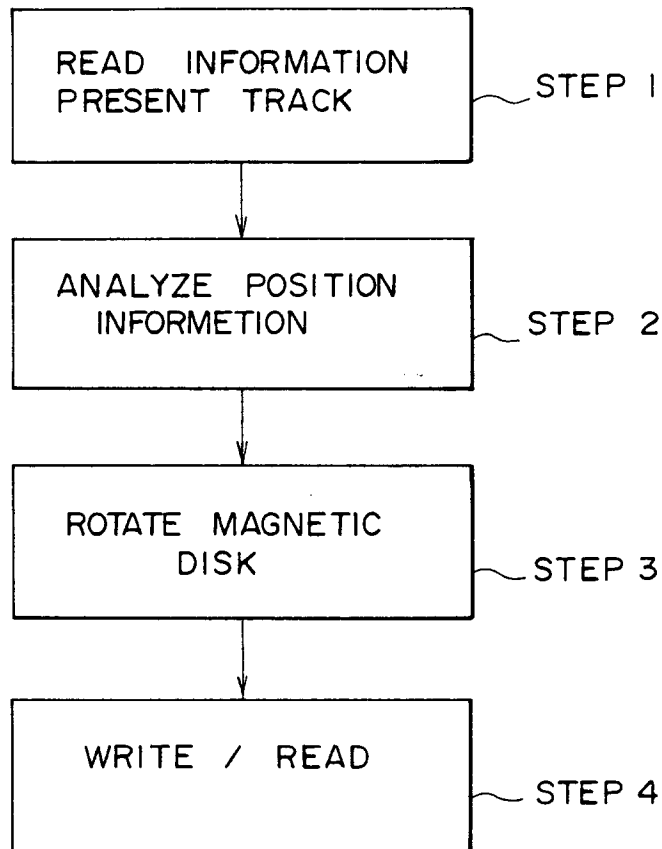 READ INFORMATION
PRESENT TRACK
STEP 1
ANALYZE POSITION
INFORMETION
STEP 2
ROTATE MAGNETIC
DISK
STEP 3
WRITE / READ
STEP 4